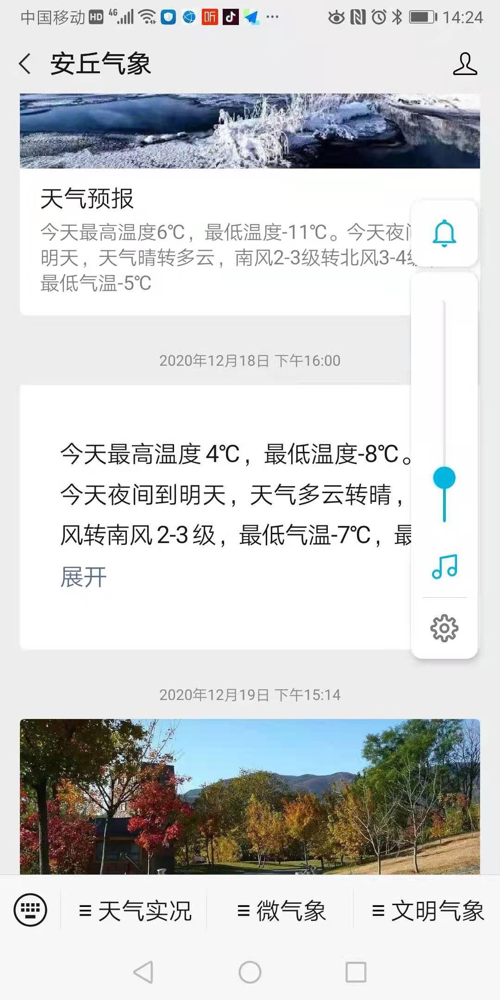 中国移动 HD 4G 听 14:24
安丘气象
天气预报
今天最高温度6℃，最低温度-11℃。今天夜
明天，天气晴转多云，南风2-3级转北风3-4
最低气温-5℃
2020年12月18日 下午16:00
今天最高温度 4℃，最低温度-8℃。
今天夜间到明天，天气多云转晴，
风转南风 2-3 级，最低气温-7℃，最
展开
2020年12月19日 下午15:14
天气实况
微气象
文明气象